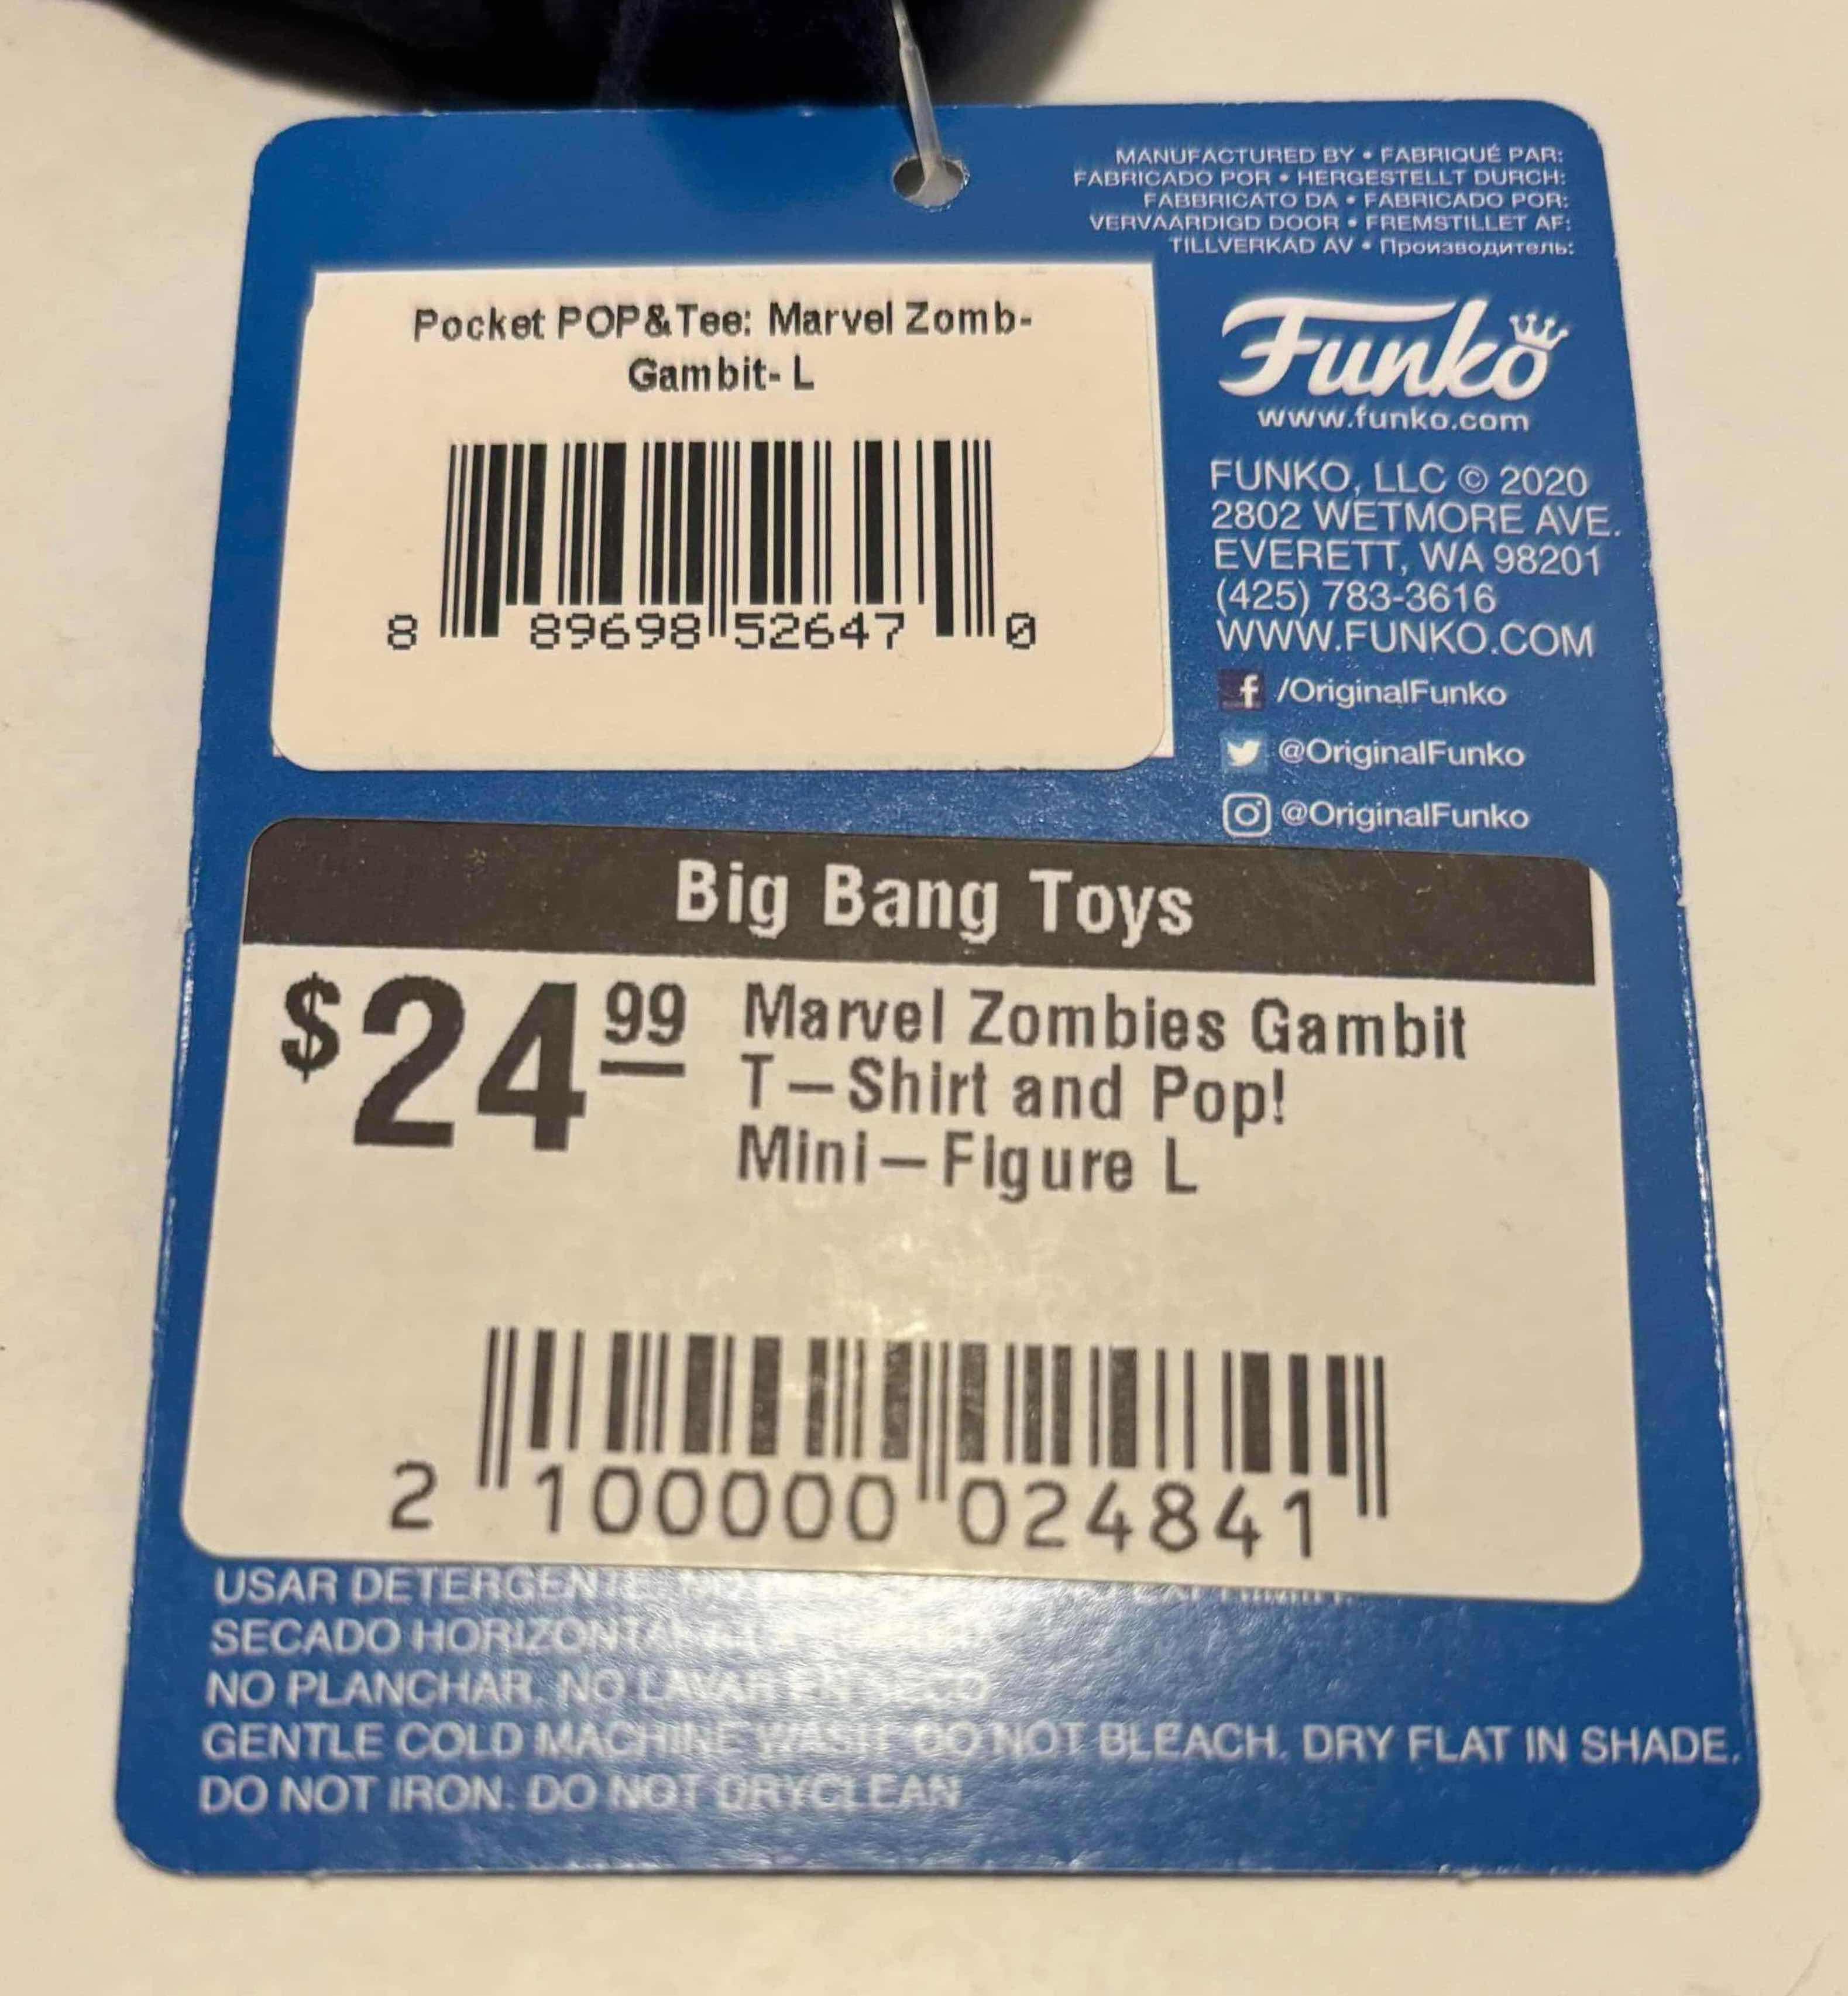 MANUFACTURED BY • FABRIQUÉ PAR:
FABRICADO POR • HERGESTELLT DURCH:
FABBRICATO DA • FABRICADO POR:
VERVAARDIGD DOOR • FREMSTILLET AF:
TILLVERKAD AV • Производитель:
Pocket POP&Tee: Marvel Zomb-
Gambit- L
8 89698 52647 0
Funko
www.funko.com
FUNKO, LLC © 2020
2802 WETMORE AVE.
EVERETT, WA 98201
(425) 783-3616
WWW.FUNKO.COM
f /OriginalFunko
@OriginalFunko
@OriginalFunko
Big Bang Toys
$24 99
Marvel Zombies Gambit
T-Shirt and Pop!
Mini-Figure L
2 100000 024841
USAR DETERGENTE
SECADO HORIZONTAL
NO PLANCHAR. NO LAVAR EN SECO
GENTLE COLD MACHINE WASH. DO NOT BLEACH. DRY FLAT IN SHADE.
DO NOT IRON. DO NOT DRYCLEAN